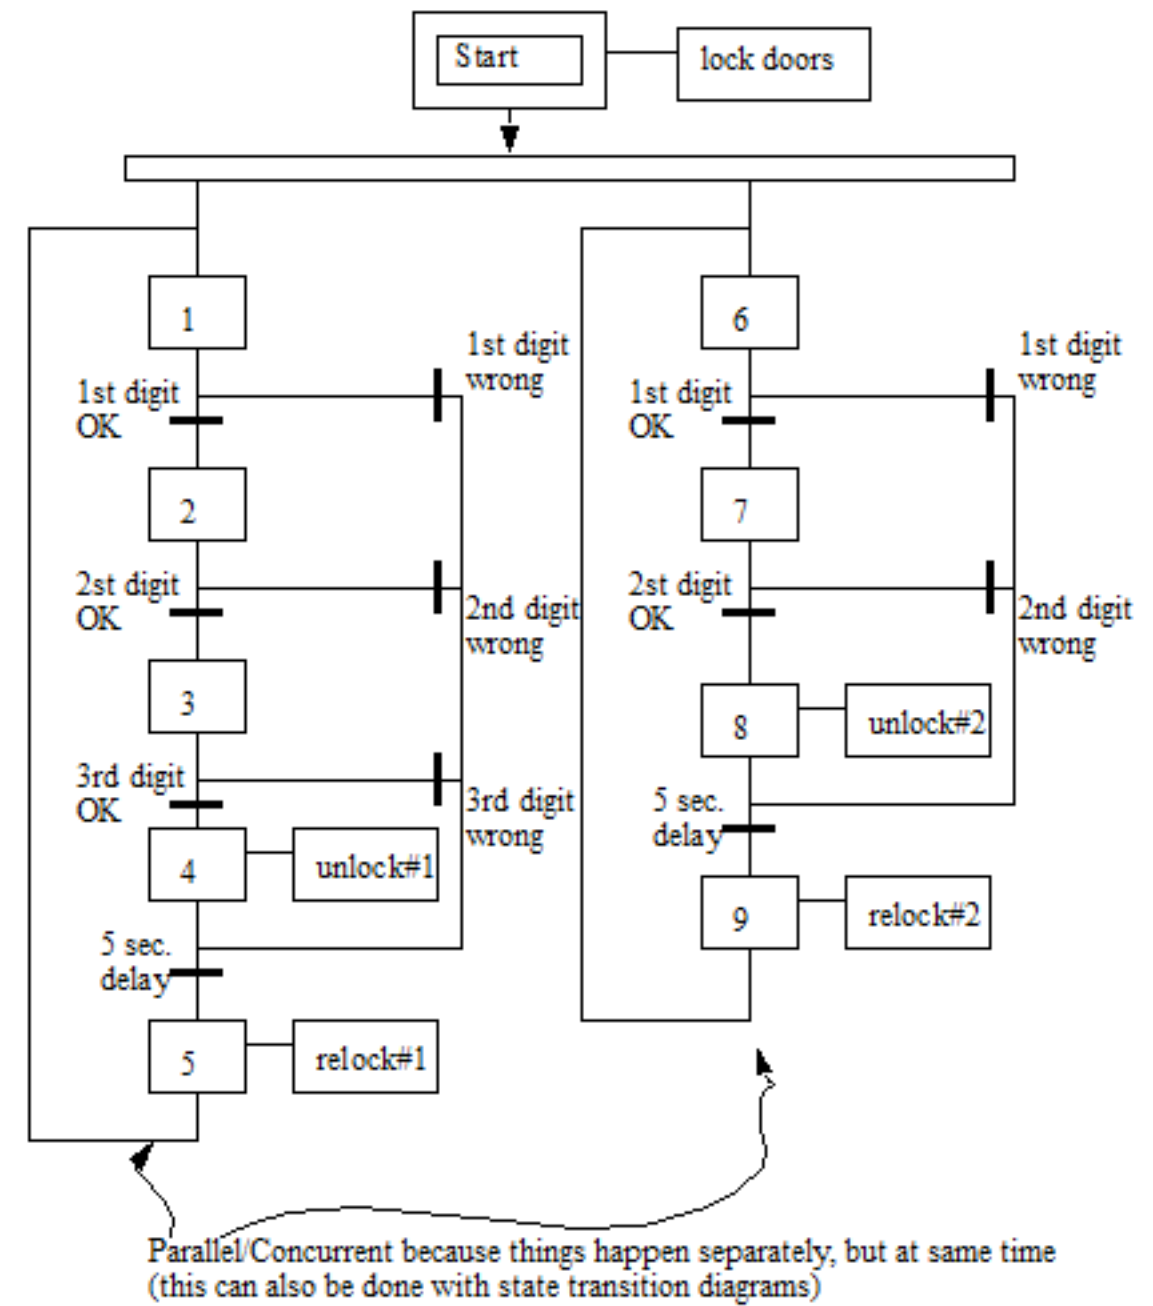 Start
lock doors
1
1st digit
wrong
1st digit
OK
2
2st digit
OK
2nd digit
wrong
3
3rd digit
OK
3rd digit
wrong
4
unlock#1
5 sec.
delay
5
relock#1
6
1st digit
wrong
1st digit
OK
7
2st digit
OK
2nd digit
wrong
8
unlock#2
5 sec.
delay
9
relock#2
Parallel/Concurrent because things happen separately, but at same time
(this can also be done with state transition diagrams)